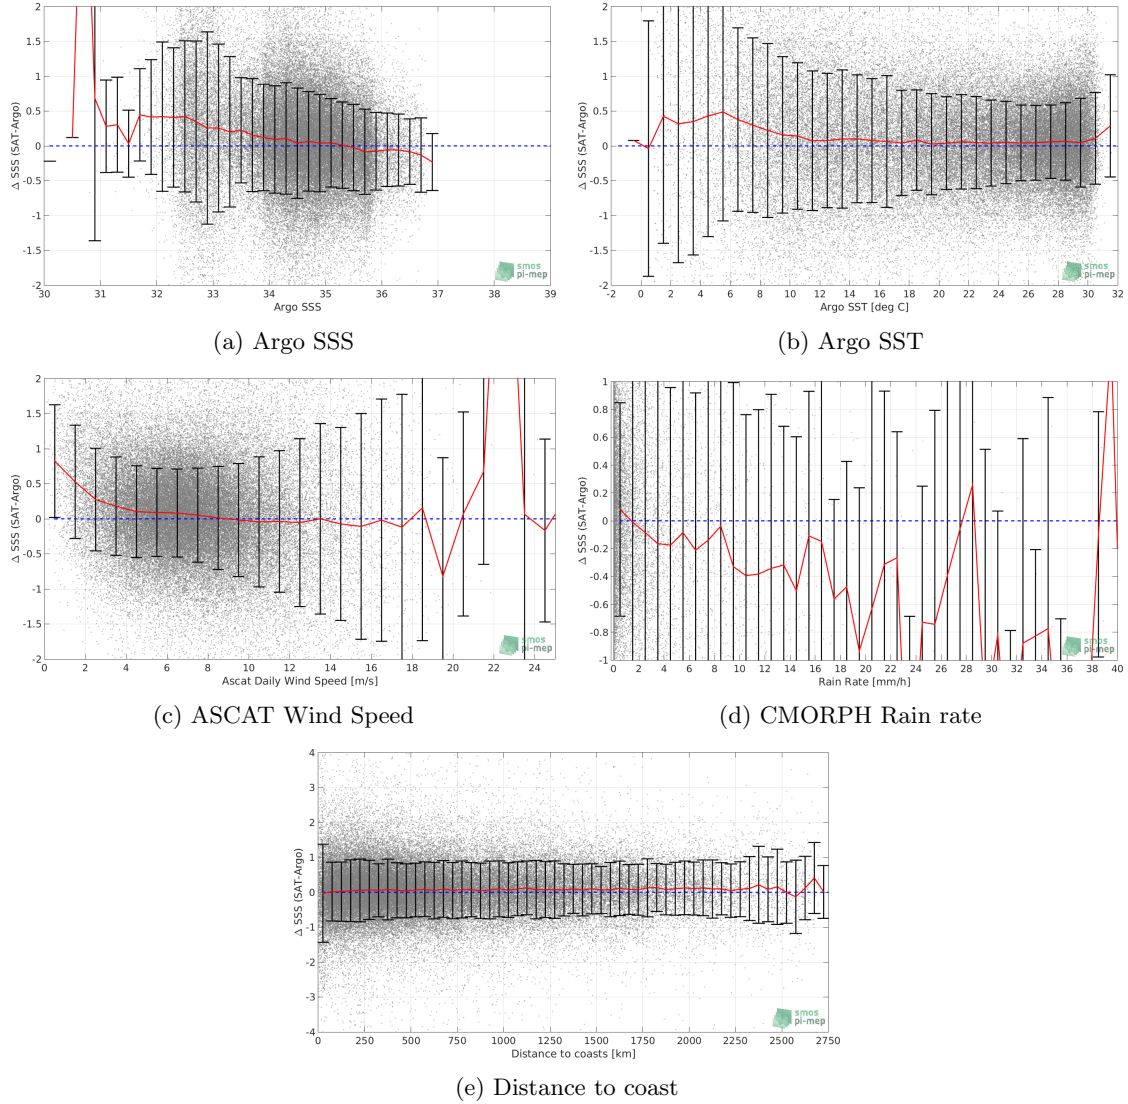 2
1.5
1
0.5
0
-0.5
-1
-1.5
-2
Δ SSS (SAT-Argo)
30 31 32 33 34 35 36 37 38 39
Argo SSS
smos
pi-mep
(a) Argo SSS
2
1.5
1
0.5
0
-0.5
-1
-1.5
-2
Δ SSS (SAT-Argo)
-2 0 2 4 6 8 10 12 14 16 18 20 22 24 26 28 30 32
Argo SST [deg C]
smos
pi-mep
(b) Argo SST
2
1.5
1
0.5
0
-0.5
-1
-1.5
-2
Δ SSS (SAT-Argo)
0 2 4 6 8 10 12 14 16 18 20 22 24
Ascat Daily Wind Speed [m/s]
smos
pi-mep
(c) ASCAT Wind Speed
1
0.8
0.6
0.4
0.2
0
-0.2
-0.4
-0.6
-0.8
-1
Δ SSS (SAT-Argo)
0 2 4 6 8 10 12 14 16 18 20 22 24 26 28 30 32 34 36 38 40
Rain Rate [mm/h]
smos
pi-mep
(d) CMORPH Rain rate
4
3
2
1
0
-1
-2
-3
-4
Δ SSS (SAT-Argo)
0 250 500 750 1000 1250 1500 1750 2000 2250 2500 2750
Distance to coasts [km]
smos
pi-mep
(e) Distance to coast